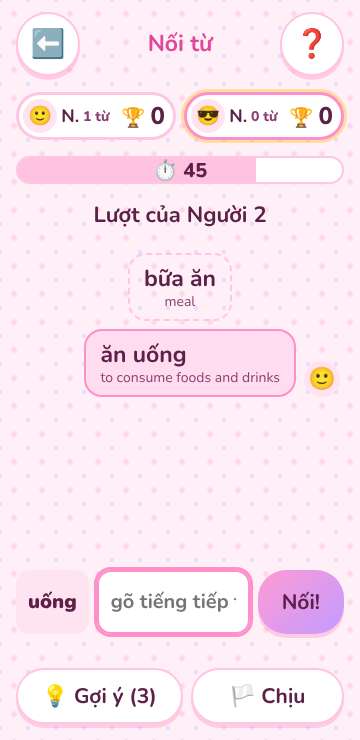 Nối từ
N. 1 từ 0
N. 0 từ 0
45
Lượt của Người 2
bữa ăn
meal
ăn uống
to consume foods and drinks
uống
gõ tiếng tiếp
Nối!
Gợi ý (3)
Chịu